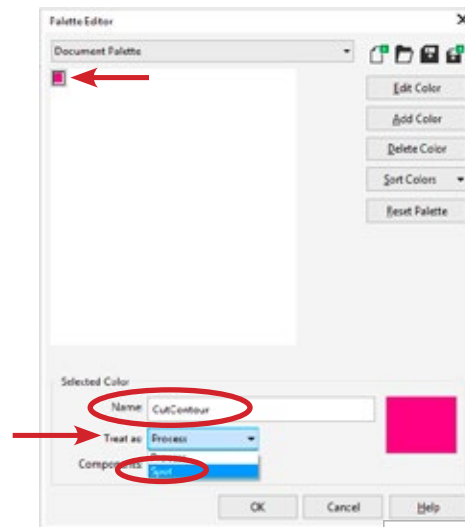 Palette Editor
Document Palette
Edit Color
Add Color
Delete Color
Sort Colors
Reset Palette
Selected Color
Name: CutContour
Treat as: Process
Process
Components: Spot
OK Cancel Help